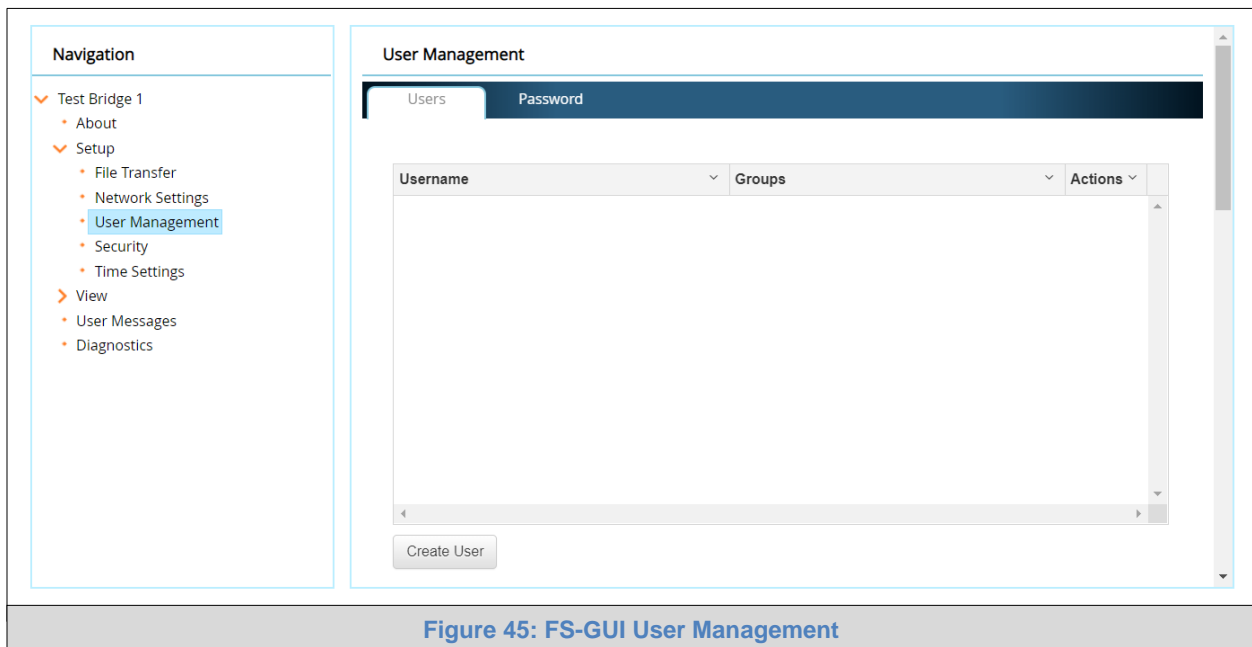 Navigation
Test Bridge 1
About
Setup
File Transfer
Network Settings
User Management
Security
Time Settings
View
User Messages
Diagnostics
User Management
Users Password
Username Groups Actions
Create User
Figure 45: FS-GUI User Management